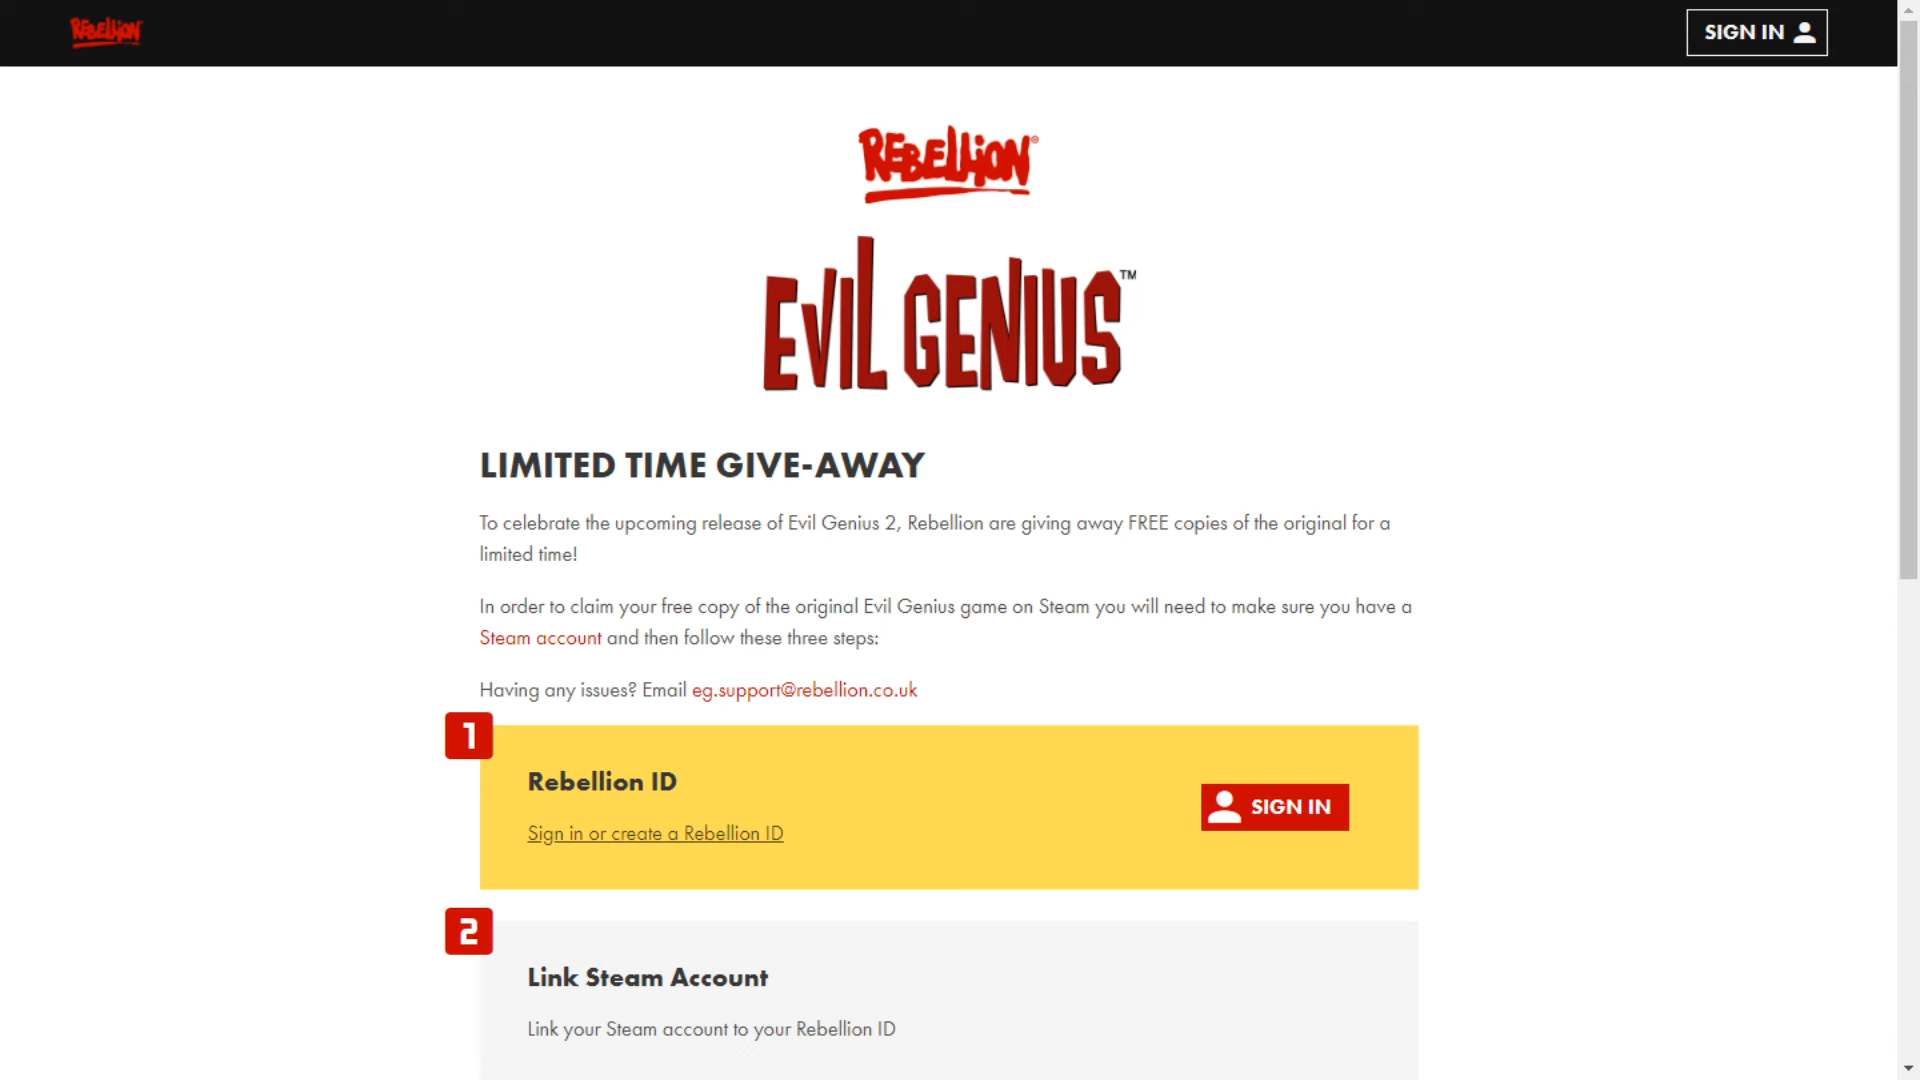 REBELLION
SIGN IN
REBELLION®
EVIL GENIUS™
LIMITED TIME GIVE-AWAY
To celebrate the upcoming release of Evil Genius 2, Rebellion are giving away FREE copies of the original for a
limited time!
In order to claim your free copy of the original Evil Genius game on Steam you will need to make sure you have a
Steam account and then follow these three steps:
Having any issues? Email eg.support@rebellion.co.uk
1
Rebellion ID
SIGN IN
Sign in or create a Rebellion ID
2
Link Steam Account
Link your Steam account to your Rebellion ID